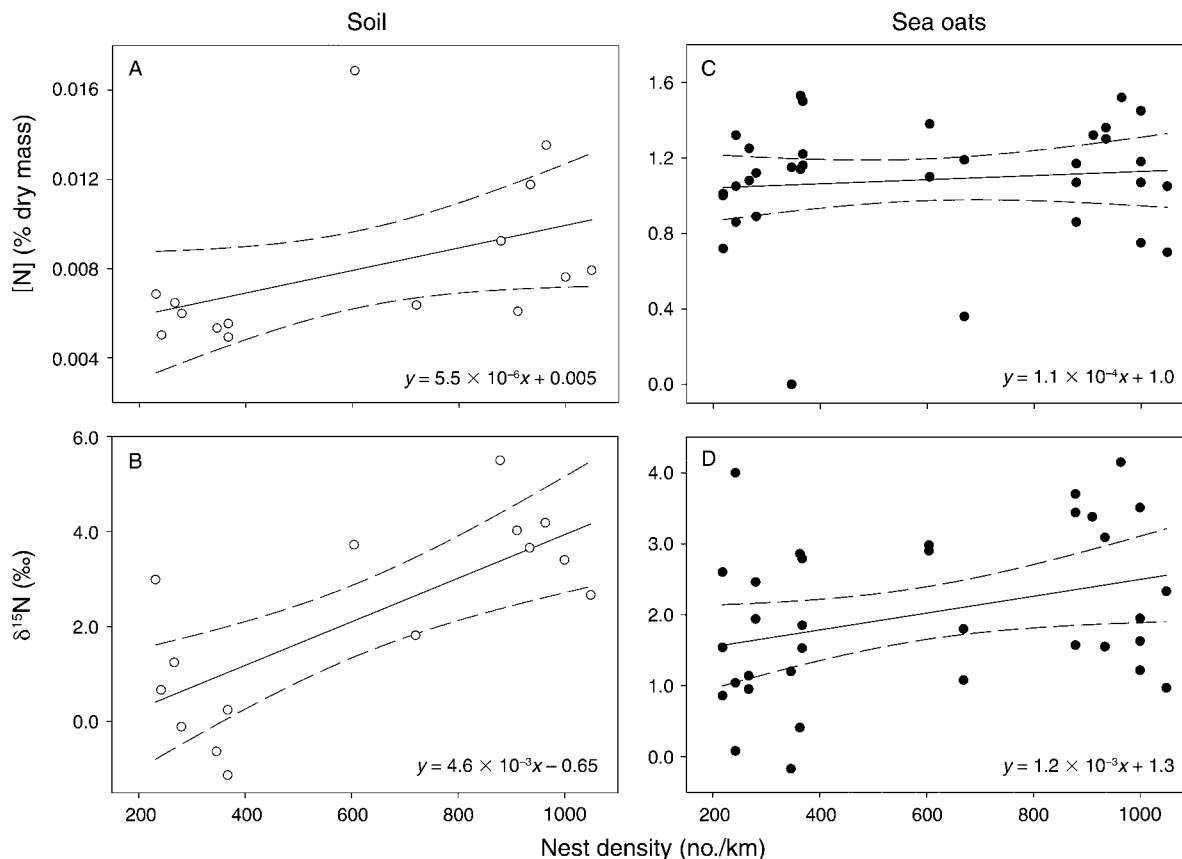 Soil
Sea oats
A
C
[N] (% dry mass)
0.016
0.012
0.008
0.004
y = 5.5 × 10⁻⁶x + 0.005
1.6
1.2
0.8
0.4
0.0
y = 1.1 × 10⁻⁴x + 1.0
B
D
δ¹⁵N (‰)
6.0
4.0
2.0
0.0
y = 4.6 × 10⁻³x – 0.65
4.0
3.0
2.0
1.0
0.0
y = 1.2 × 10⁻³x + 1.3
200 400 600 800 1000
200 400 600 800 1000
Nest density (no./km)